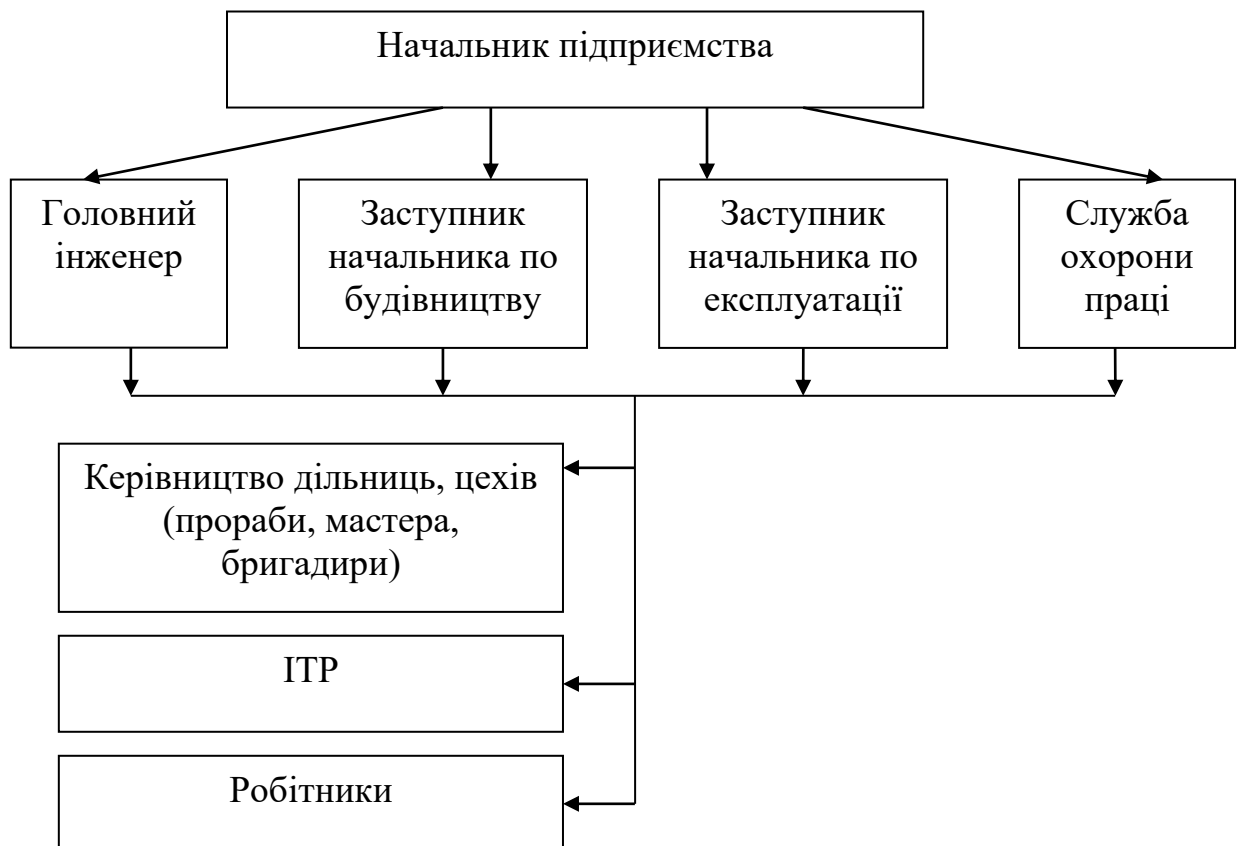 Начальник підприємства
Головний
інженер
Заступник
начальника по
будівництву
Заступник
начальника по
експлуатації
Служба
охорони
праці
Керівництво дільниць, цехів
(прораби, мастера,
бригадири)
ІТР
Робітники